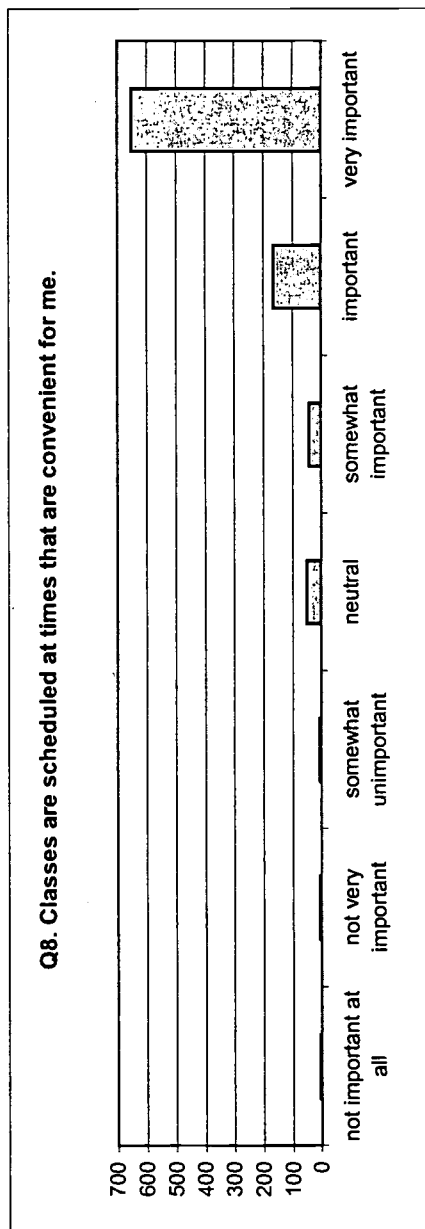 Q8. Classes are scheduled at times that are convenient for me.
700
600
500
400
300
200
100
0
not important at
all
not very
important
somewhat
unimportant
neutral
somewhat
important
important
very important